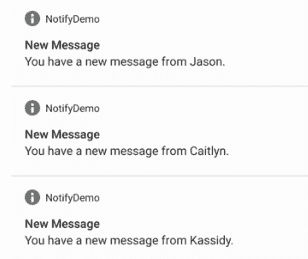 NotifyDemo
New Message
You have a new message from Jason.
NotifyDemo
New Message
You have a new message from Caitlyn.
NotifyDemo
New Message
You have a new message from Kassidy.